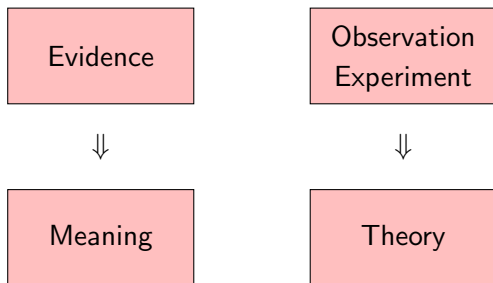 Evidence
Observation
Experiment
⇓
⇓
Meaning
Theory